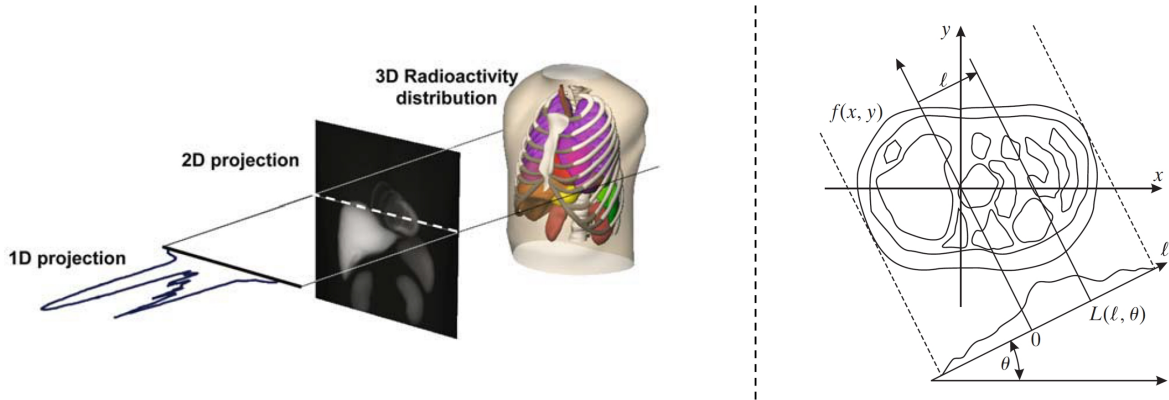 3D Radioactivity
distribution
2D projection
1D projection
y
ℓ
f(x, y)
x
ℓ
L(ℓ, θ)
0
θ